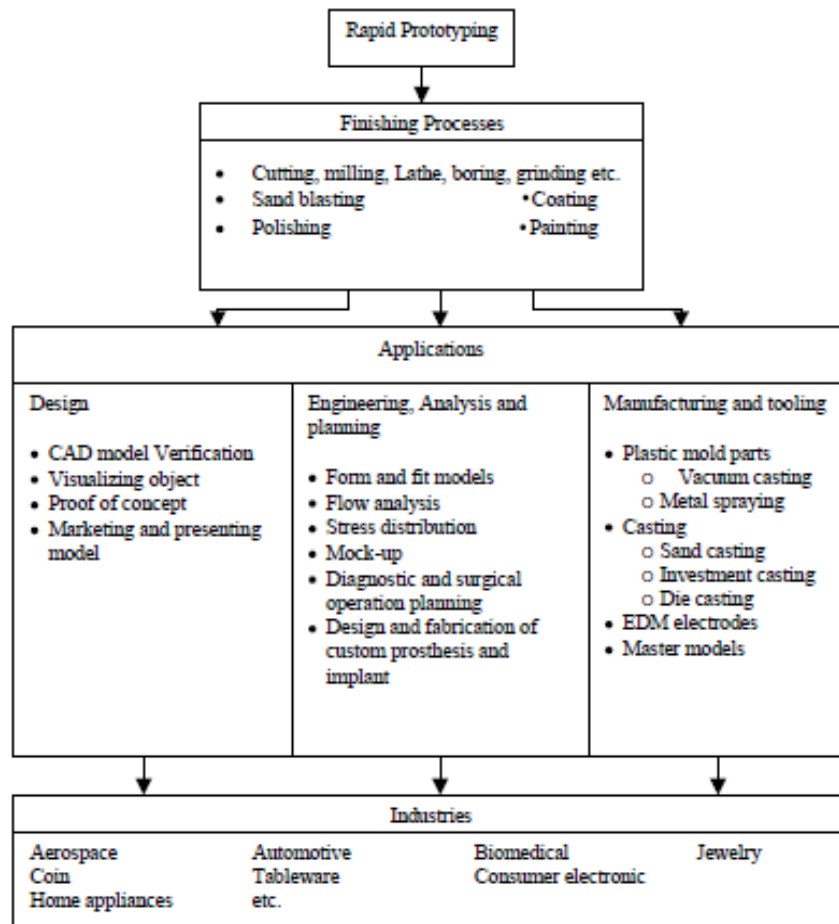 Rapid Prototyping
Finishing Processes
• Cutting, milling, Lathe, boring, grinding etc.
• Sand blasting •Coating
• Polishing •Painting
Applications
Design
• CAD model Verification
• Visualizing object
• Proof of concept
• Marketing and presenting
model
Engineering, Analysis and
planning
• Form and fit models
• Flow analysis
• Stress distribution
• Mock-up
• Diagnostic and surgical
operation planning
• Design and fabrication of
custom prosthesis and
implant
Manufacturing and tooling
• Plastic mold parts
o Vacuum casting
o Metal spraying
• Casting
o Sand casting
o Investment casting
o Die casting
• EDM electrodes
• Master models
Industries
Aerospace Automotive Biomedical Jewelry
Coin Tableware Consumer electronic
Home appliances etc.